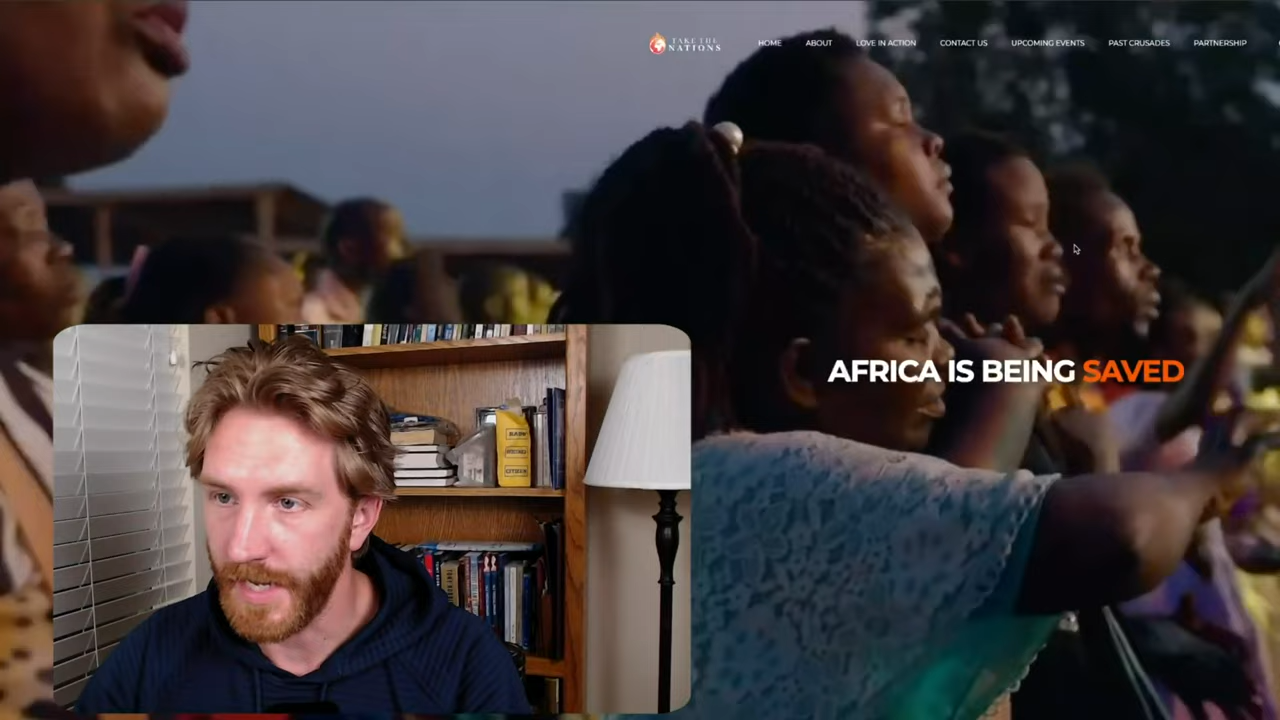 TAKE THE
NATIONS
HOME
ABOUT
LOVE IN ACTION
CONTACT US
UPCOMING EVENTS
PAST CRUSADES
PARTNERSHIP
AFRICA IS BEING SAVED